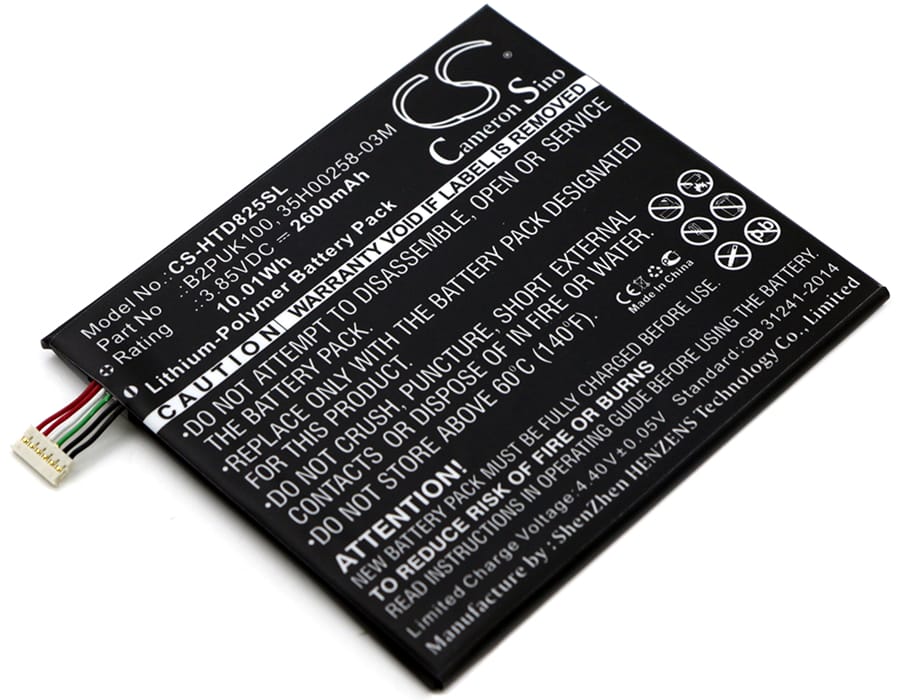 CS
Cameron Sino
Model No.: CS-HTD825SL
Part No : B2PUK100, 35H00258-03M
Rating : 3.85VDC ⎓ 2600mAh
10.01Wh
Lithium-Polymer Battery Pack
CAUTION WARRANTY VOID IF LABEL IS REMOVED
•DO NOT ATTEMPT TO DISASSEMBLE, OPEN OR SERVICE
THE BATTERY PACK.
•REPLACE ONLY WITH THE BATTERY PACK DESIGNATED
FOR THIS PRODUCT.
•DO NOT CRUSH, PUNCTURE, SHORT EXTERNAL
CONTACTS, OR DISPOSE OF IN FIRE OR WATER.
•DO NOT STORE ABOVE 60°C (140°F)
ATTENTION!
NEW BATTERY PACK MUST BE FULLY CHARGED BEFORE USE
TO REDUCE RISK OF FIRE OR BURNS
READ INSTRUCTIONS BEFORE OPERATING GUIDE FOR SAFETY
Limited Charge Voltage:4.40V±0.05V Standard:GB 31241-2014
Manufacture by : ShenZhen HENZENS Technology Co.,Ltd
CE
Made In China
Pb